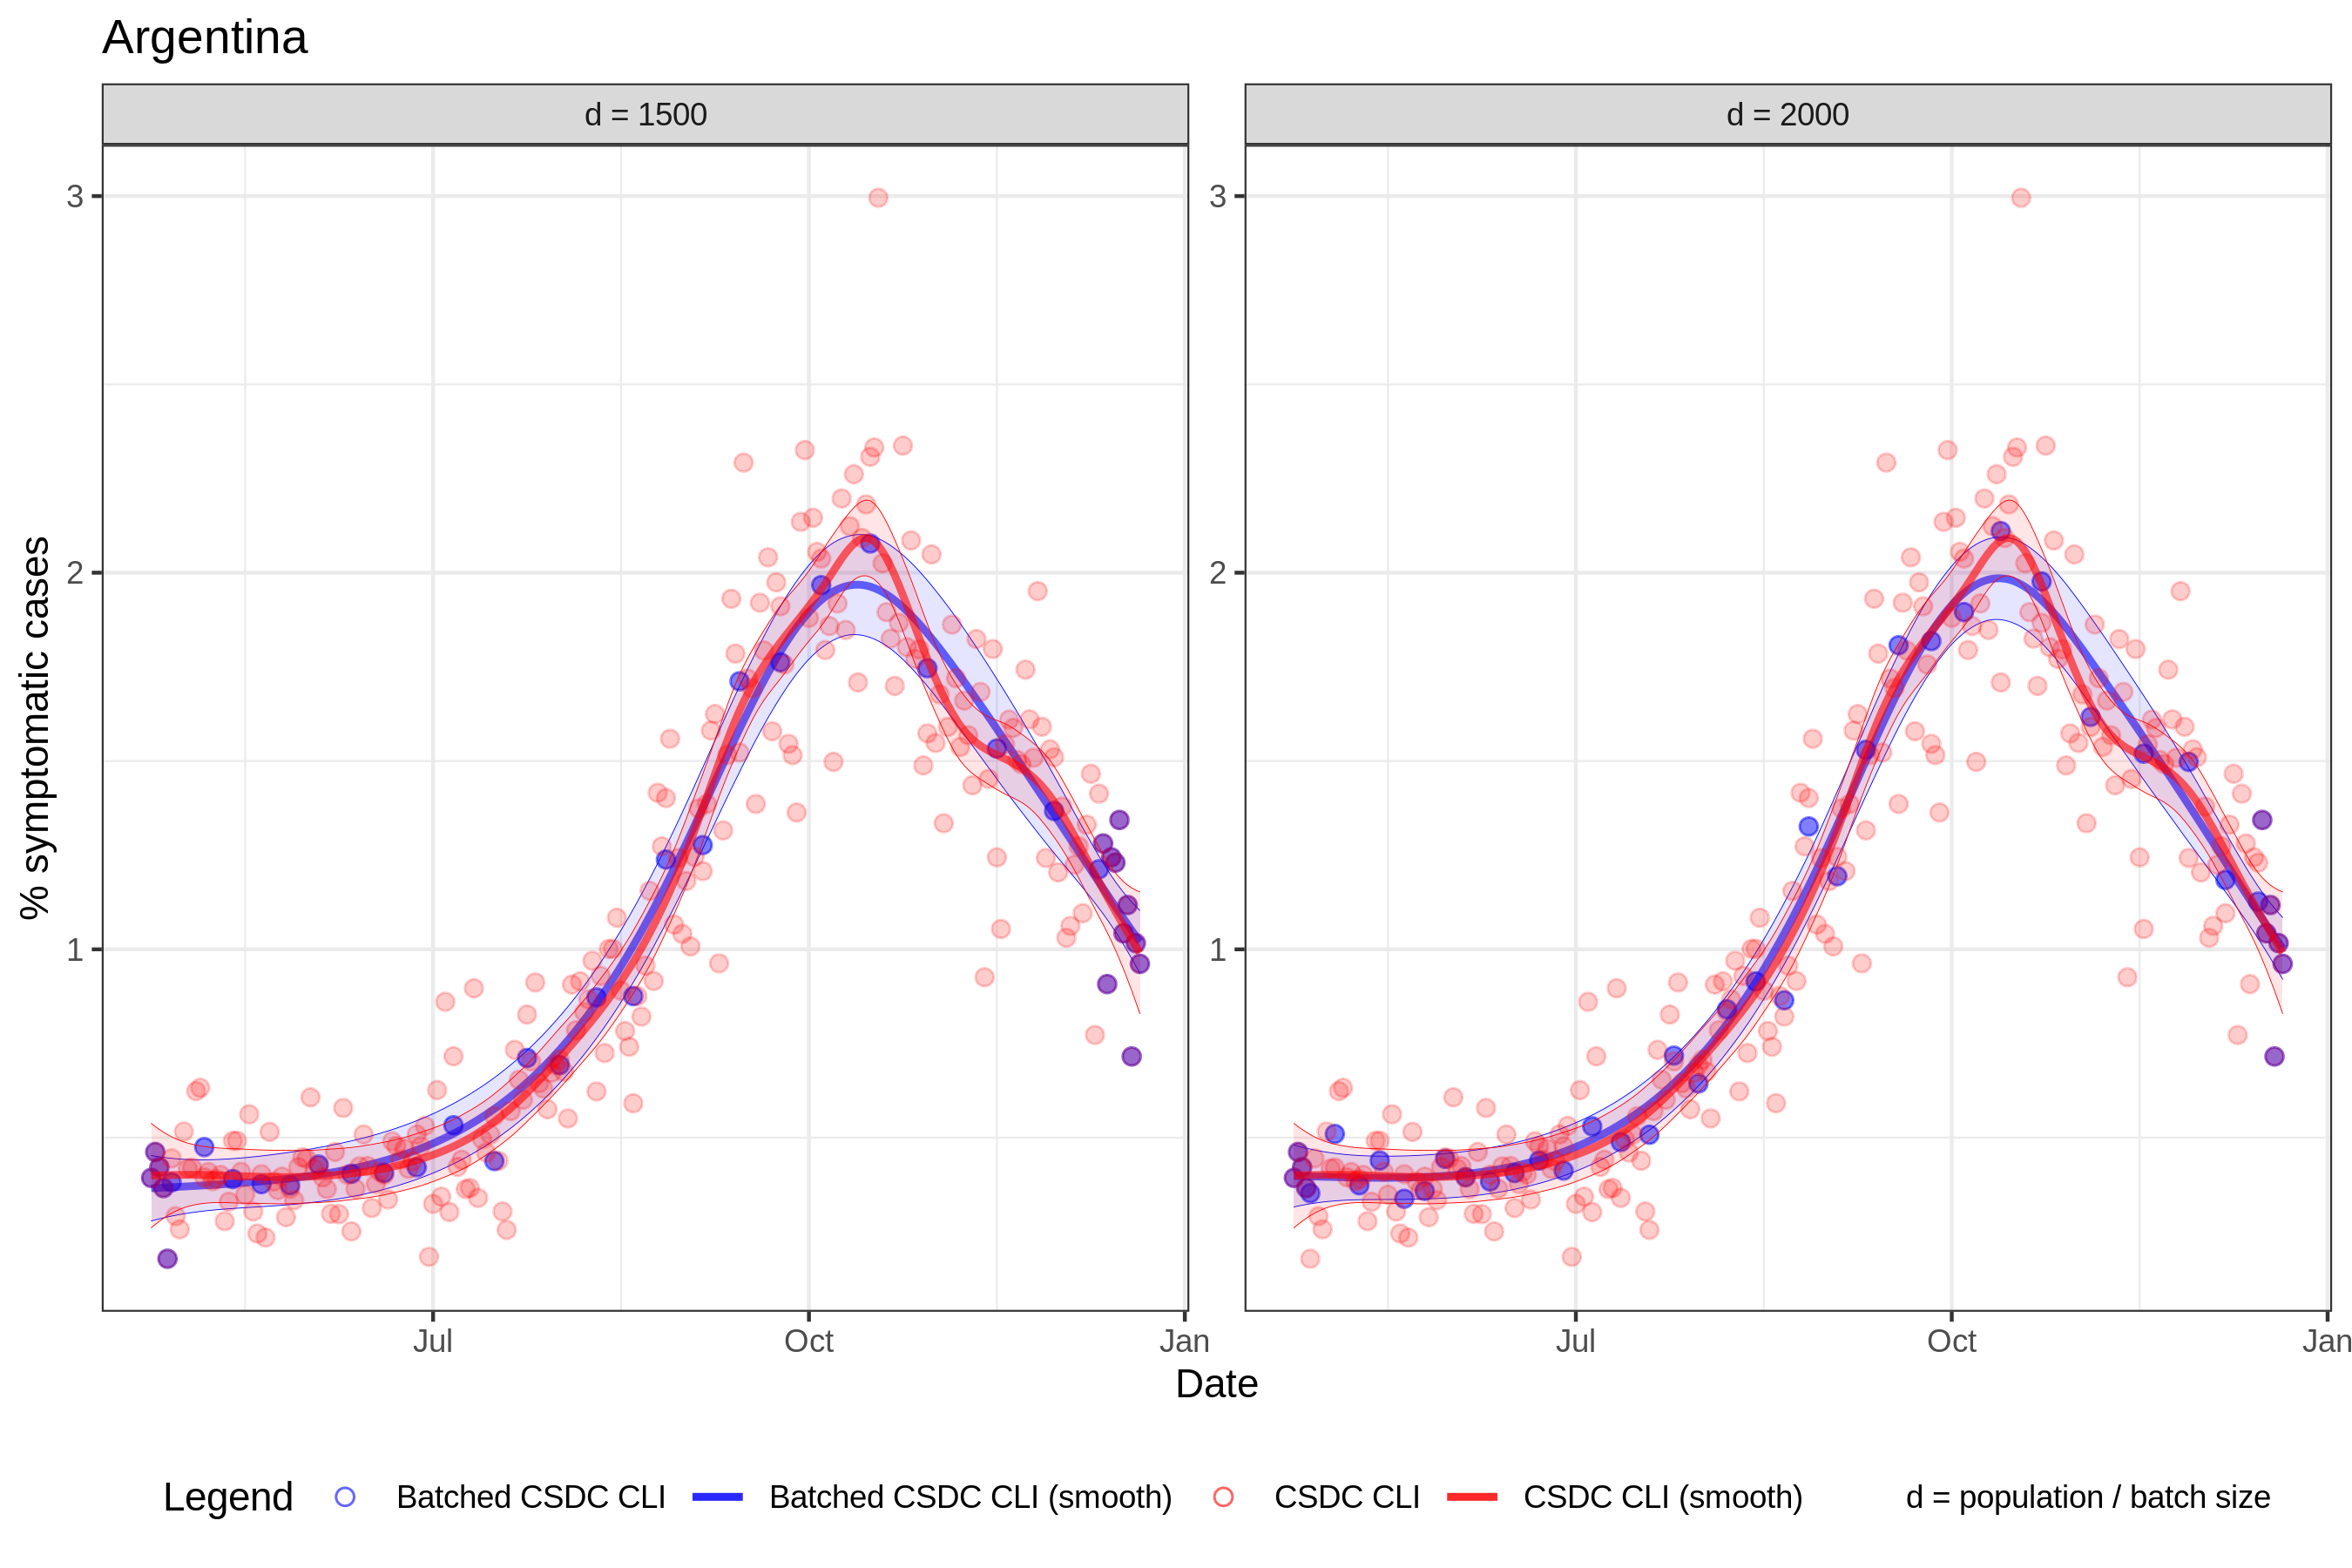 Argentina
d = 1500
d = 2000
% symptomatic cases
3
2
1
3
2
1
Jul
Oct
Jan
Jul
Oct
Jan
Date
Legend
Batched CSDC CLI
Batched CSDC CLI (smooth)
CSDC CLI
CSDC CLI (smooth)
d = population / batch size